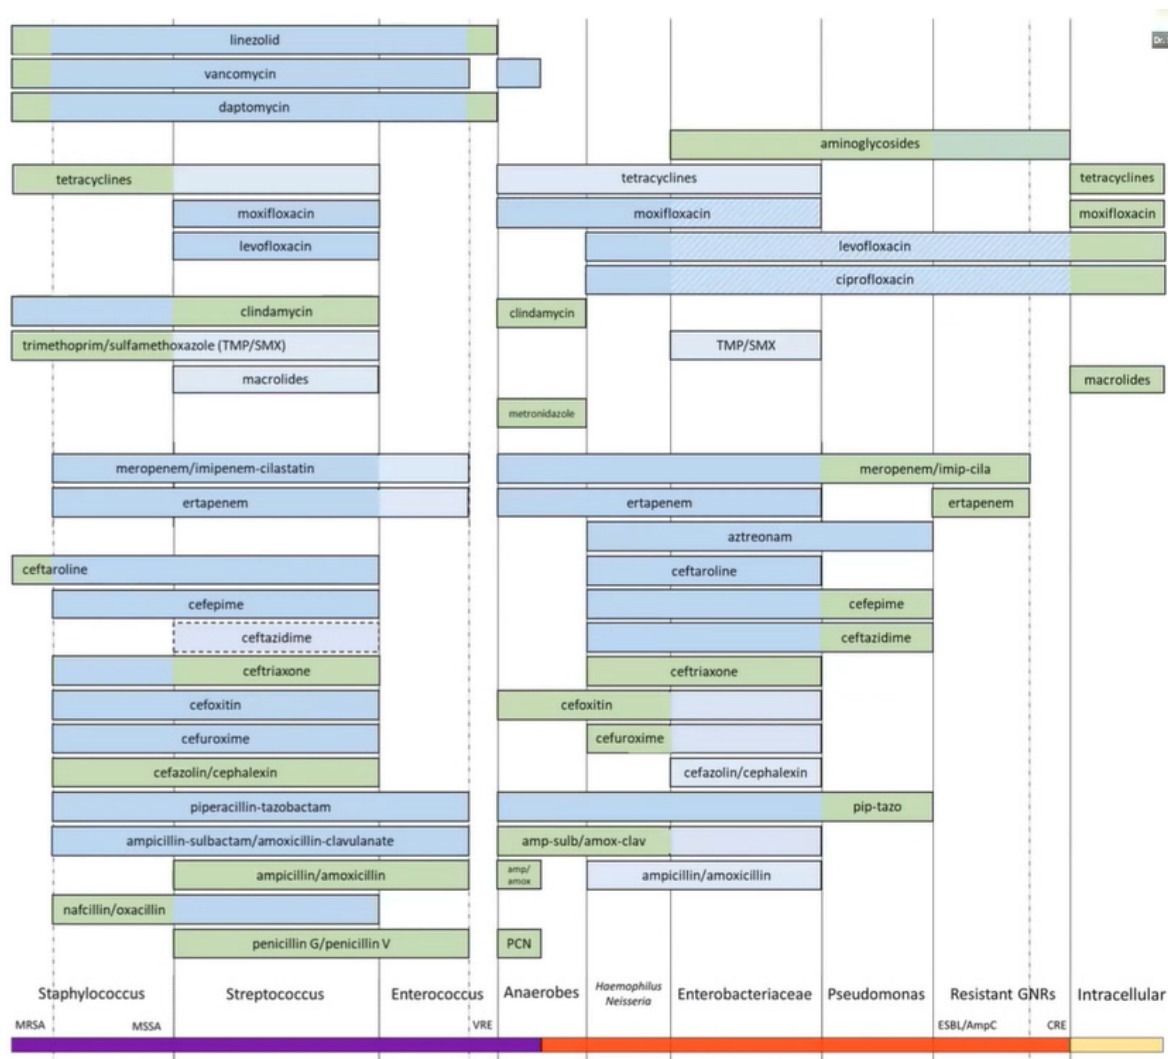 Dr.
linezolid
vancomycin
daptomycin
aminoglycosides
tetracyclines tetracyclines tetracyclines
moxifloxacin moxifloxacin moxifloxacin
levofloxacin levofloxacin
ciprofloxacin
clindamycin clindamycin
trimethoprim/sulfamethoxazole (TMP/SMX) TMP/SMX
macrolides macrolides
metronidazole
meropenem/imipenem-cilastatin meropenem/imip-cila
ertapenem ertapenem ertapenem
aztreonam
ceftaroline ceftaroline
cefepime cefepime
ceftazidime ceftazidime
ceftriaxone ceftriaxone
cefoxitin cefoxitin
cefuroxime cefuroxime
cefazolin/cephalexin cefazolin/cephalexin
piperacillin-tazobactam pip-tazo
ampicillin-sulbactam/amoxicillin-clavulanate amp-sulb/amox-clav
ampicillin/amoxicillin amp/ amox ampicillin/amoxicillin
nafcillin/oxacillin
penicillin G/penicillin V PCN
Staphylococcus Streptococcus Enterococcus Anaerobes Haemophilus Neisseria Enterobacteriaceae Pseudomonas Resistant GNRs Intracellular
MRSA MSSA VRE ESBL/AmpC CRE